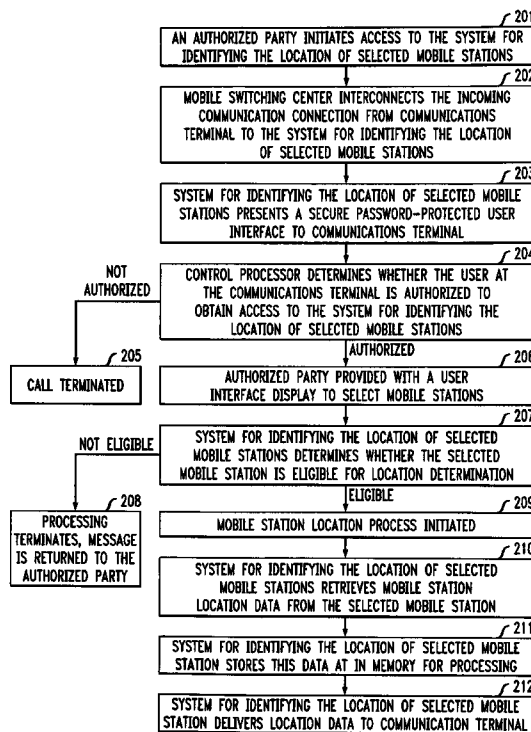 201
AN AUTHORIZED PARTY INITIATES ACCESS TO THE SYSTEM FOR
IDENTIFYING THE LOCATION OF SELECTED MOBILE STATIONS
202
MOBILE SWITCHING CENTER INTERCONNECTS THE INCOMING
COMMUNICATION CONNECTION FROM COMMUNICATIONS
TERMINAL TO THE SYSTEM FOR IDENTIFYING THE LOCATION
OF SELECTED MOBILE STATIONS
203
SYSTEM FOR IDENTIFYING THE LOCATION OF SELECTED MOBILE
STATIONS PRESENTS A SECURE PASSWORD-PROTECTED USER
INTERFACE TO COMMUNICATIONS TERMINAL
204
NOT
AUTHORIZED
CONTROL PROCESSOR DETERMINES WHETHER THE USER AT
THE COMMUNICATIONS TERMINAL IS AUTHORIZED TO
OBTAIN ACCESS TO THE SYSTEM FOR IDENTIFYING THE
LOCATION OF SELECTED MOBILE STATIONS
205
CALL TERMINATED
AUTHORIZED
206
AUTHORIZED PARTY PROVIDED WITH A USER
INTERFACE DISPLAY TO SELECT MOBILE STATIONS
207
NOT ELIGIBLE
SYSTEM FOR IDENTIFYING THE LOCATION OF SELECTED
MOBILE STATIONS DETERMINES WHETHER THE SELECTED
MOBILE STATION IS ELIGIBLE FOR LOCATION DETERMINATION
208
PROCESSING
TERMINATES, MESSAGE
IS RETURNED TO THE
AUTHORIZED PARTY
ELIGIBLE
209
MOBILE STATION LOCATION PROCESS INITIATED
210
SYSTEM FOR IDENTIFYING THE LOCATION OF SELECTED
MOBILE STATIONS RETRIEVES MOBILE STATION
LOCATION DATA FROM THE SELECTED MOBILE STATION
211
SYSTEM FOR IDENTIFYING THE LOCATION OF SELECTED MOBILE
STATION STORES THIS DATA AT IN MEMORY FOR PROCESSING
212
SYSTEM FOR IDENTIFYING THE LOCATION OF SELECTED MOBILE
STATION DELIVERS LOCATION DATA TO COMMUNICATION TERMINAL